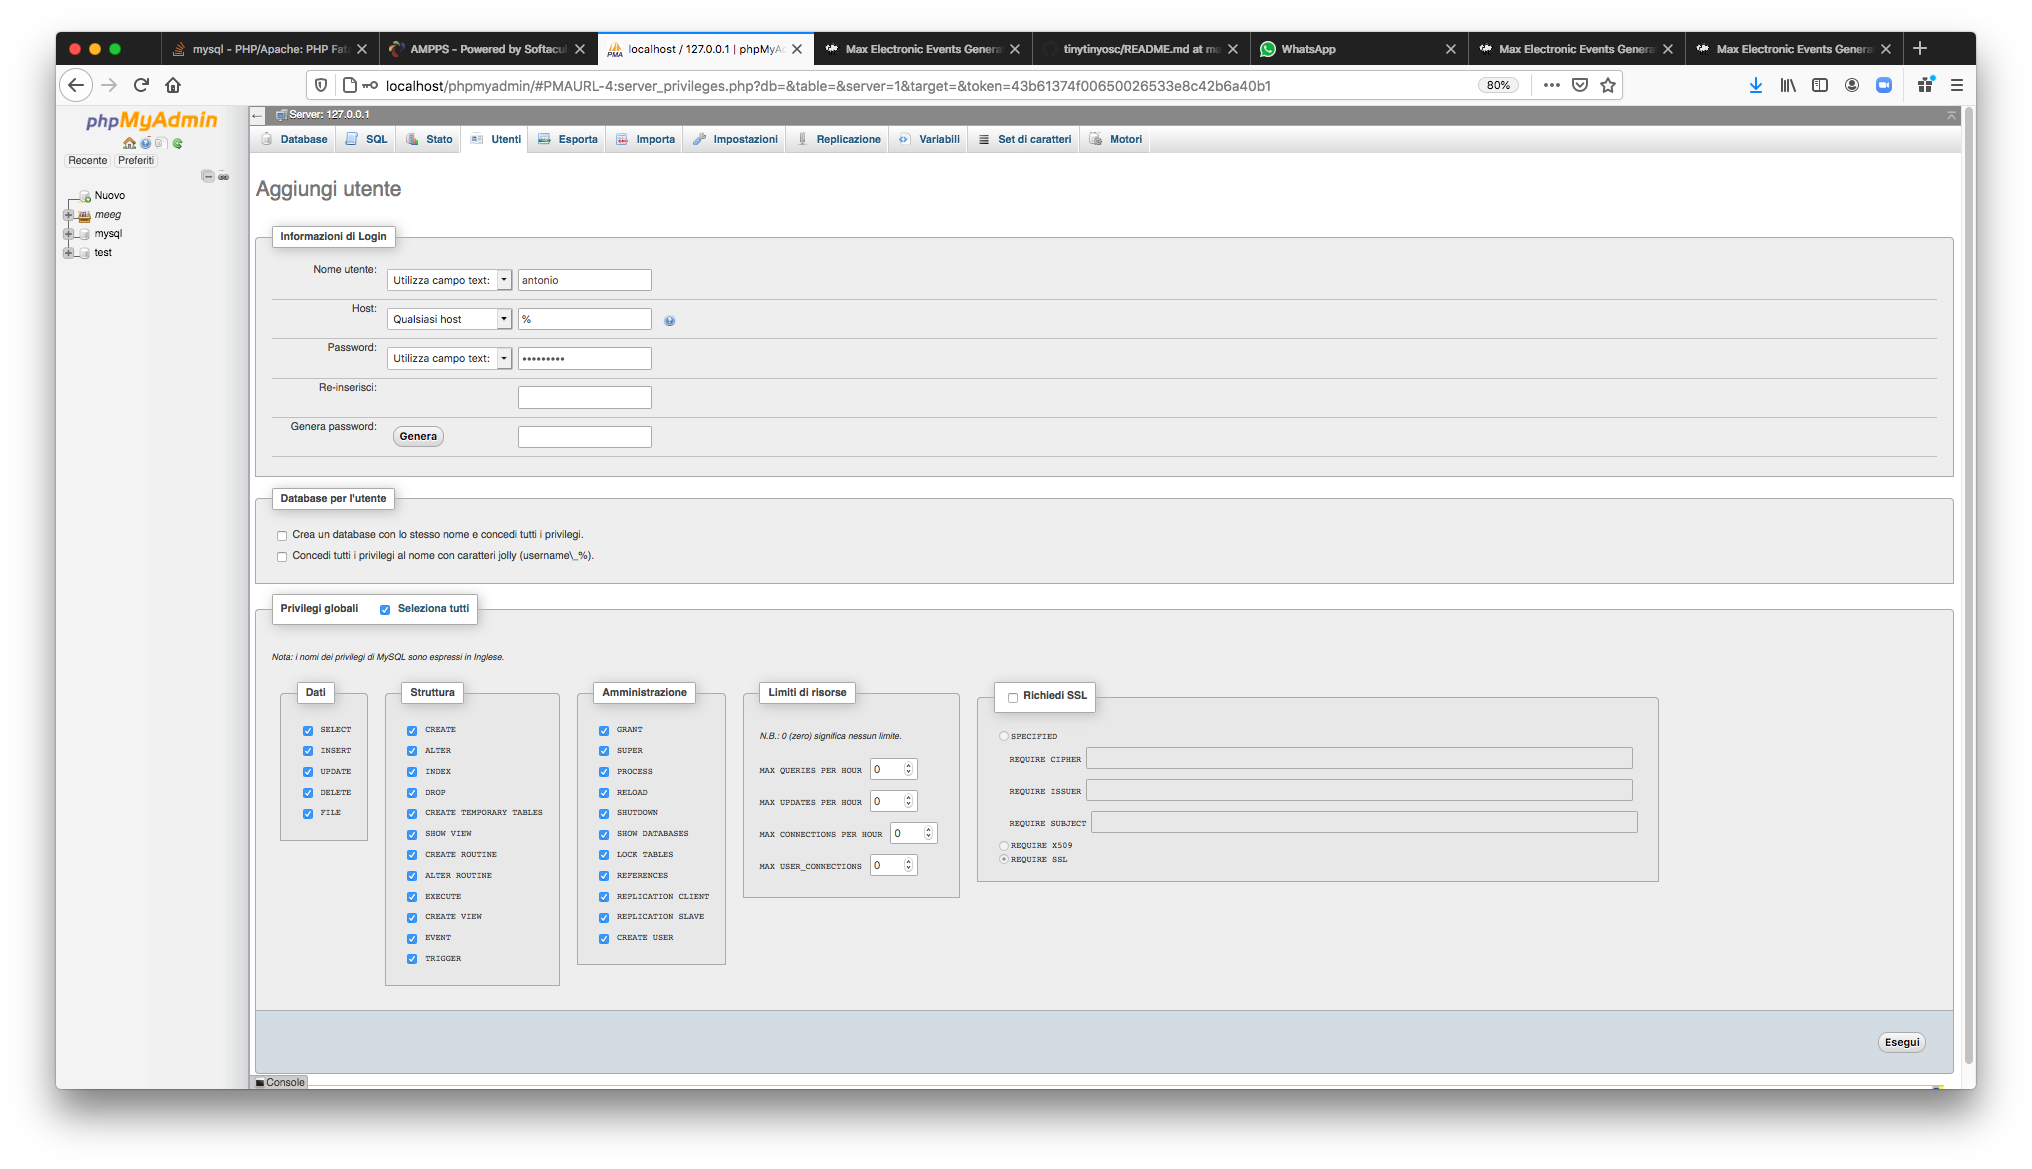 mysql - PHP/Apache: PHP Fat
AMPPS - Powered by Softacul
localhost / 127.0.0.1 | phpMyAd
Max Electronic Events Genera
tinytinyosc/README.md at ma
WhatsApp
Max Electronic Events Genera
Max Electronic Events Genera
localhost/phpmyadmin/#PMAURL-4:server_privileges.php?db=&table=&server=1&target=&token=43b61374f00650026533e8c42b6a40b1
80%
phpMyAdmin
Recente
Preferiti
Nuovo
meeg
mysql
test
Server: 127.0.0.1
Database
SQL
Stato
Utenti
Esporta
Importa
Impostazioni
Replicazione
Variabili
Set di caratteri
Motori
Aggiungi utente
Informazioni di Login
Nome utente: Utilizza campo text: antonio
Host: Qualsiasi host %
Password: Utilizza campo text: •••••••••
Re-inserisci:
Genera password: Genera
Database per l'utente
Crea un database con lo stesso nome e concedi tutti i privilegi.
Concedi tutti i privilegi al nome con caratteri jolly (username\_%).
Privilegi globali Seleziona tutti
Nota: i nomi dei privilegi di MySQL sono espressi in Inglese.
Dati
SELECT
INSERT
UPDATE
DELETE
FILE
Struttura
CREATE
ALTER
INDEX
DROP
CREATE TEMPORARY TABLES
SHOW VIEW
CREATE ROUTINE
ALTER ROUTINE
EXECUTE
CREATE VIEW
EVENT
TRIGGER
Amministrazione
GRANT
SUPER
PROCESS
RELOAD
SHUTDOWN
SHOW DATABASES
LOCK TABLES
REFERENCES
REPLICATION CLIENT
REPLICATION SLAVE
CREATE USER
Limiti di risorse
N.B.: 0 (zero) significa nessun limite.
MAX QUERIES PER HOUR 0
MAX UPDATES PER HOUR 0
MAX CONNECTIONS PER HOUR 0
MAX USER_CONNECTIONS 0
Richiedi SSL
SPECIFIED
REQUIRE CIPHER
REQUIRE ISSUER
REQUIRE SUBJECT
REQUIRE X509
REQUIRE SSL
Esegui
Console